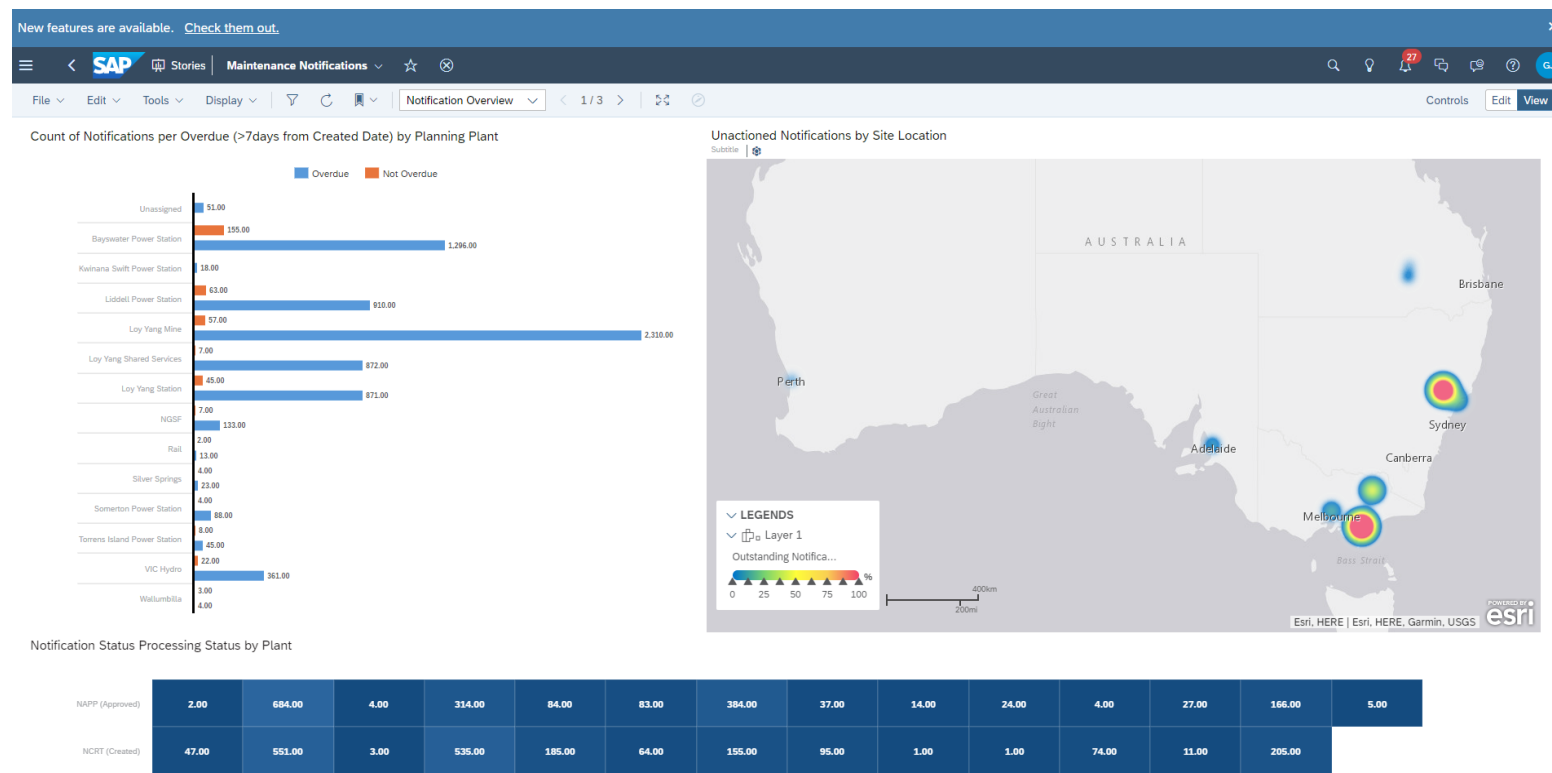 New features are available. Check them out.
SAP Stories Maintenance Notifications 27
File Edit Tools Display Notification Overview 1 / 3 Controls Edit View
Count of Notifications per Overdue (>7days from Created Date) by Planning Plant
Overdue Not Overdue
Unassigned 51.00
155.00
Bayswater Power Station 1,296.00
Kwinana Swift Power Station 18.00
63.00
Liddell Power Station 910.00
57.00
Loy Yang Mine 2,310.00
7.00
Loy Yang Shared Services 872.00
45.00
Loy Yang Station 871.00
7.00
NGSF 133.00
2.00
Rail 13.00
4.00
Silver Springs 23.00
4.00
Somerton Power Station 88.00
8.00
Torrens Island Power Station 45.00
22.00
VIC Hydro 361.00
3.00
Wallumbilla 4.00
Unactioned Notifications by Site Location
Subtitle
AUSTRALIA
Brisbane
Perth
Great
Australian
Bight
Sydney
Adelaide
Canberra
Melbourne
Bass Strait
LEGENDS
Layer 1
Outstanding Notifica...
%
0 25 50 75 100
400km
200mi
POWERED BY
esri
Esri, HERE | Esri, HERE, Garmin, USGS
Notification Status Processing Status by Plant
NAPP (Approved) 2.00 684.00 4.00 314.00 84.00 83.00 384.00 37.00 14.00 24.00 4.00 27.00 166.00 5.00
NCRT (Created) 47.00 551.00 3.00 535.00 185.00 64.00 155.00 95.00 1.00 1.00 74.00 11.00 205.00